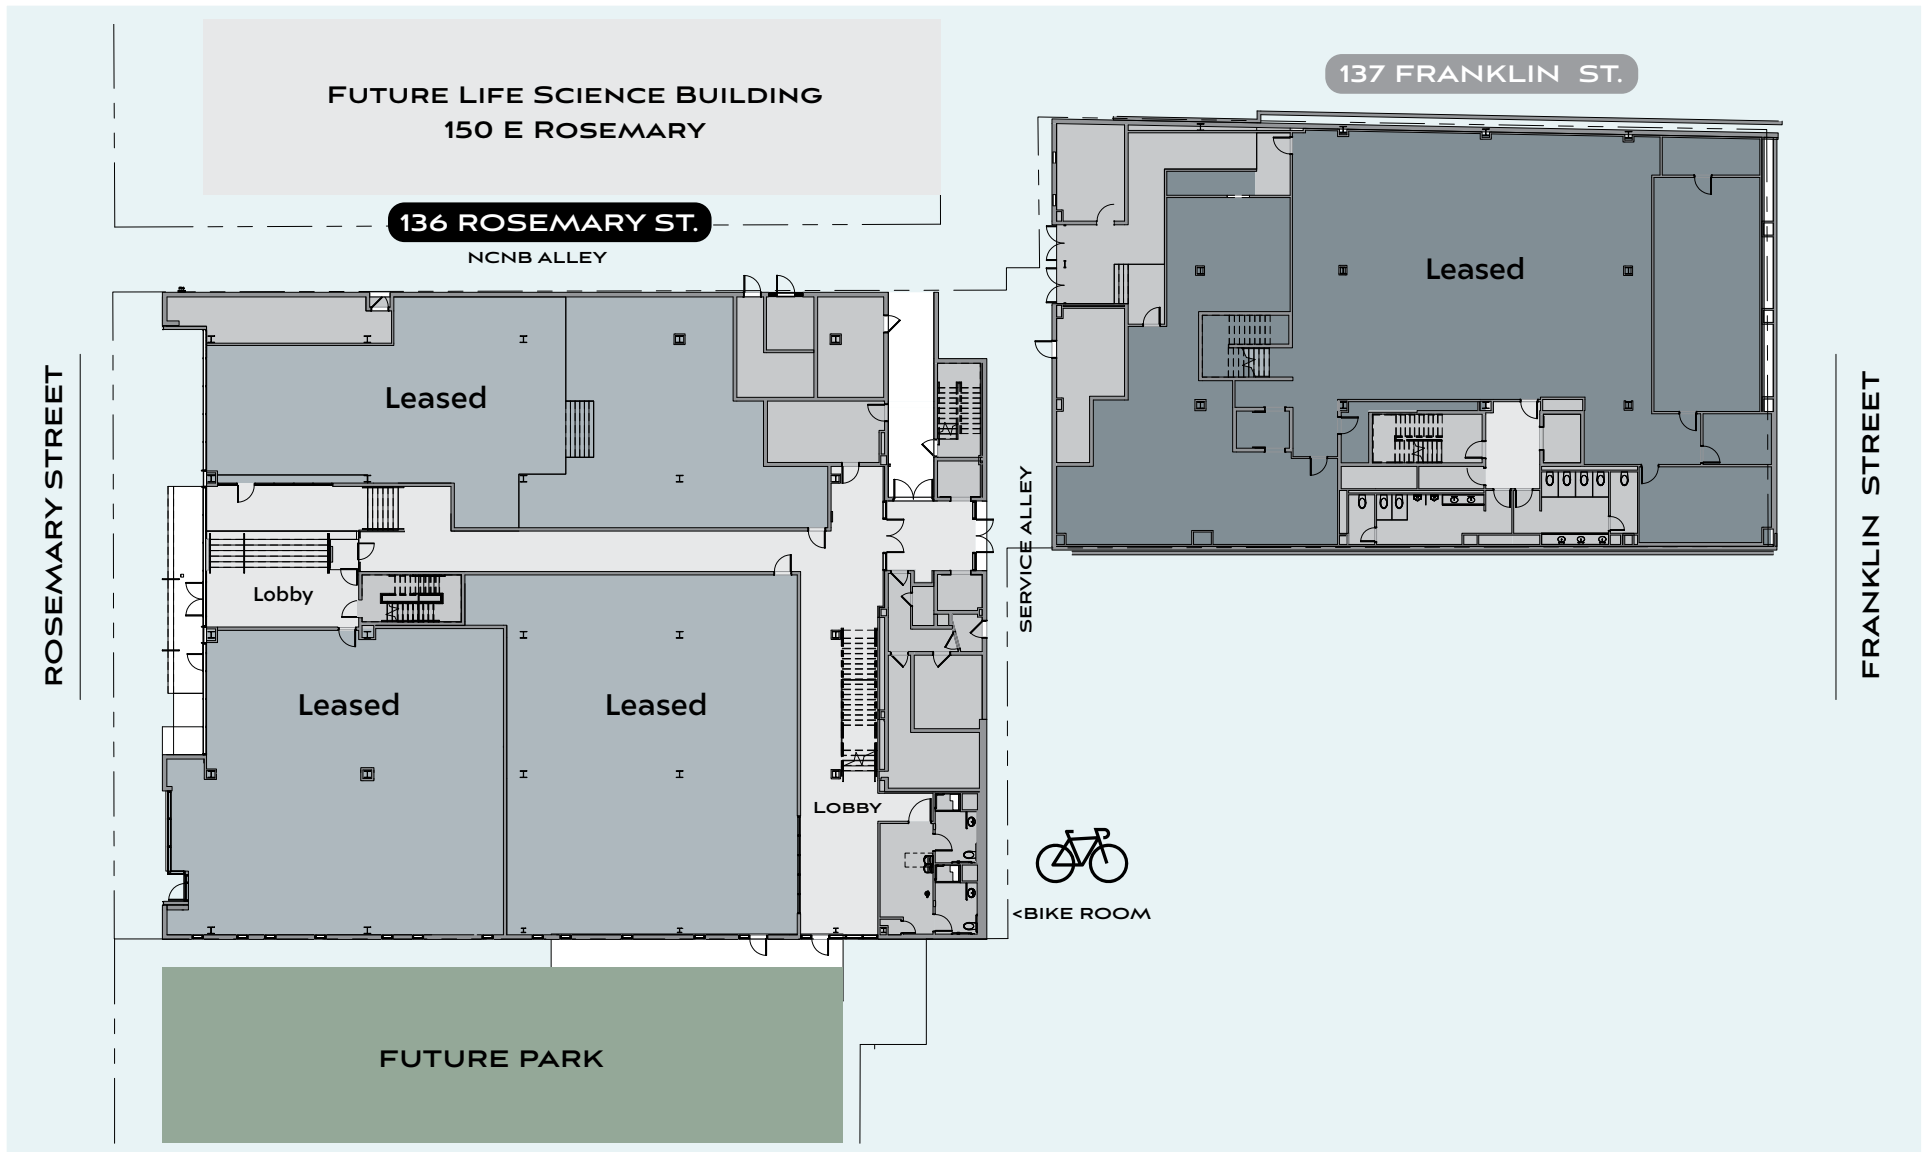 FUTURE LIFE SCIENCE BUILDING
150 E ROSEMARY
137 FRANKLIN ST.
136 ROSEMARY ST.
NCNB ALLEY
Leased
Leased
ROSEMARY STREET
FRANKLIN STREET
SERVICE ALLEY
Lobby
Leased
Leased
LOBBY
<BIKE ROOM
FUTURE PARK